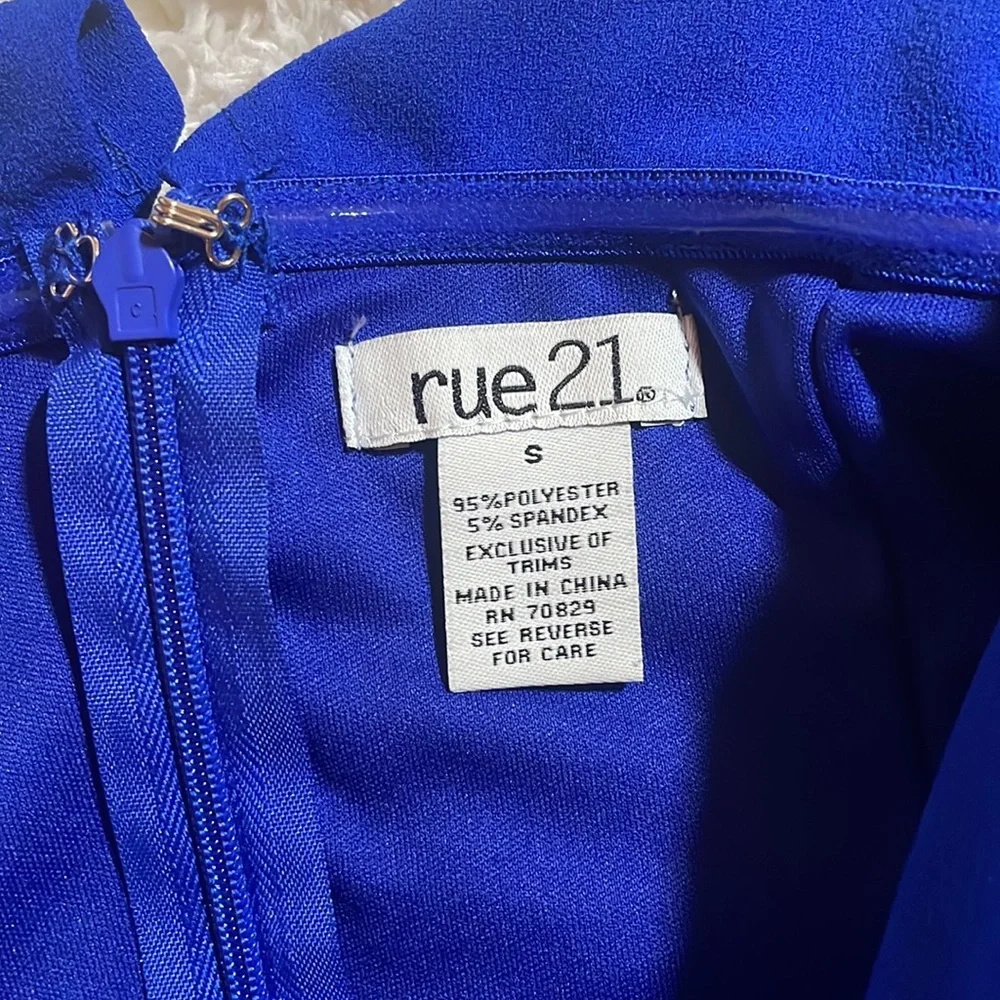 rue21®
S
95%POLYESTER
5% SPANDEX
EXCLUSIVE OF
TRIMS
MADE IN CHINA
RN 70829
SEE REVERSE
FOR CARE
C